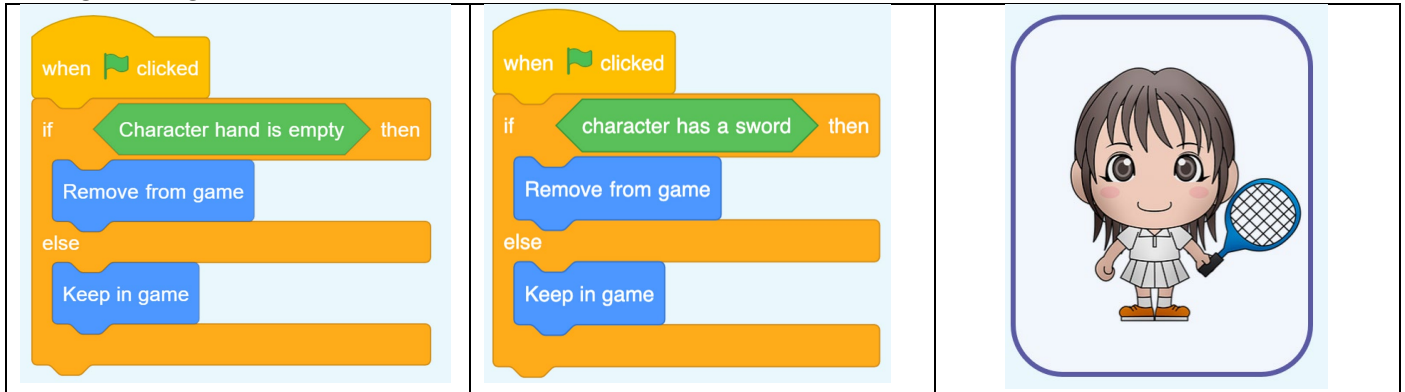 when clicked
if Character hand is empty then
Remove from game
else
Keep in game
when clicked
if character has a sword then
Remove from game
else
Keep in game